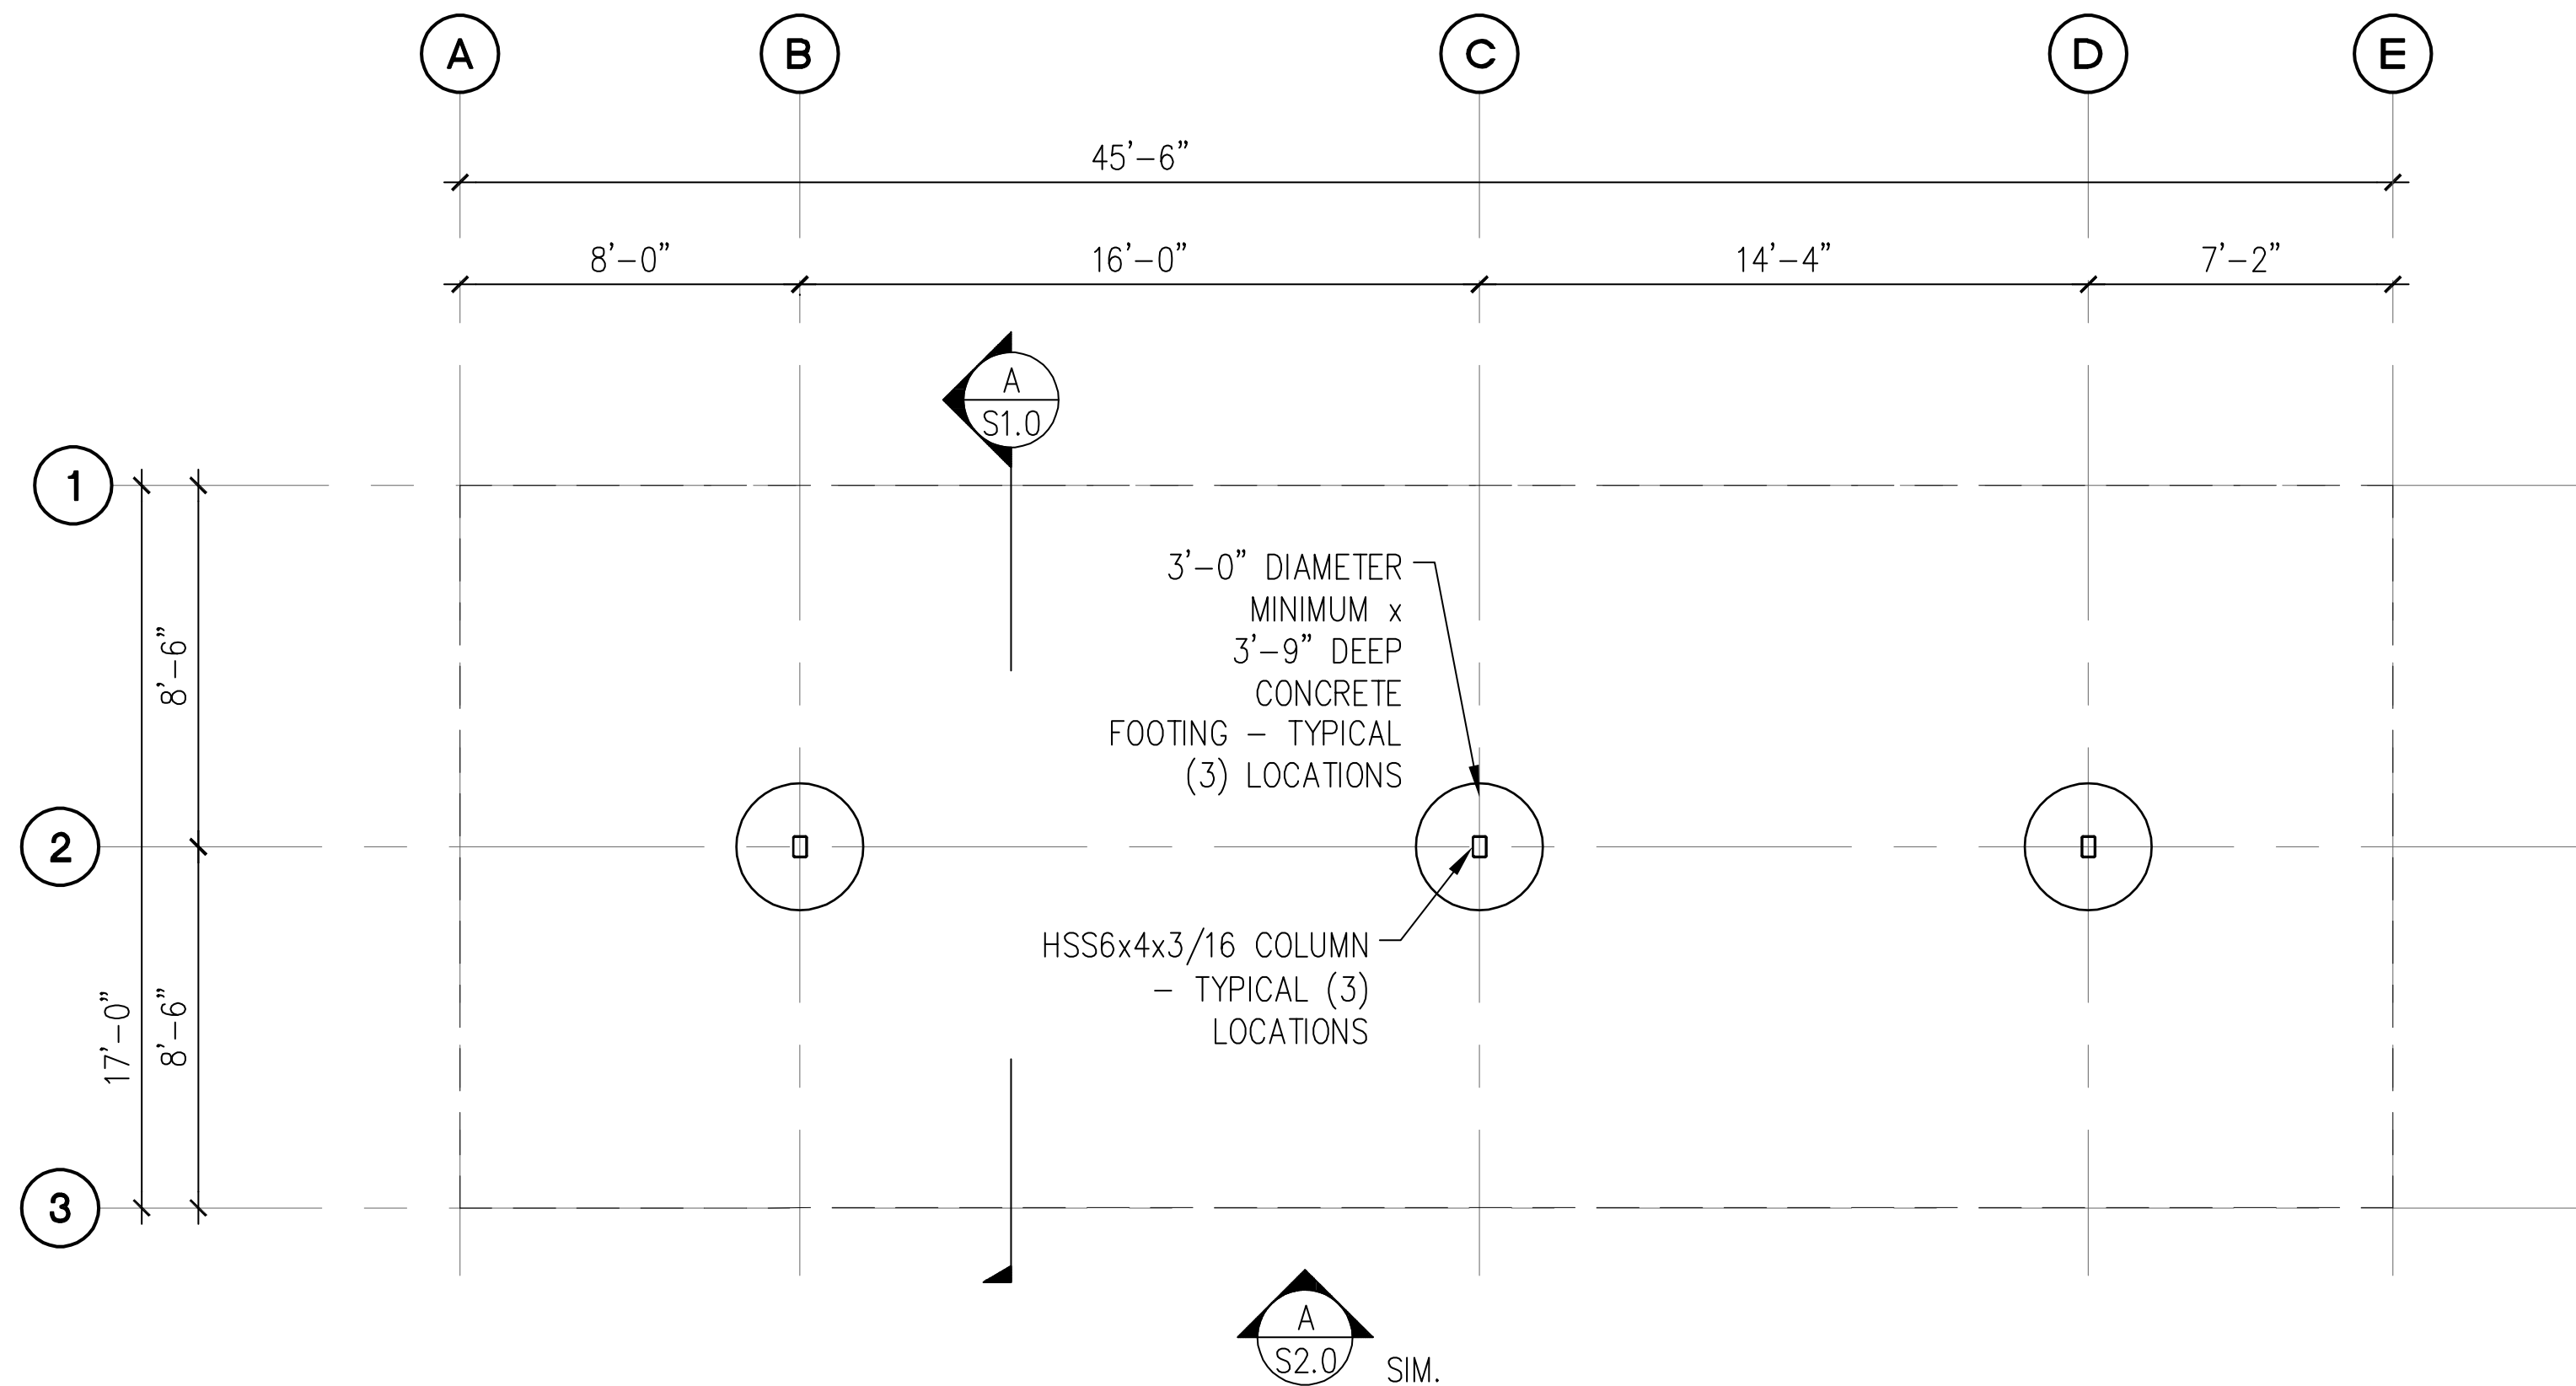 A
B
C
D
E
45'-6"
8'-0"
16'-0"
14'-4"
7'-2"
A
S1.0
1
3'-0" DIAMETER
MINIMUM x
3'-9" DEEP
CONCRETE
FOOTING - TYPICAL
(3) LOCATIONS
8'-6"
2
HSS6x4x3/16 COLUMN
- TYPICAL (3)
LOCATIONS
17'-0"
8'-6"
3
A
S2.0
SIM.